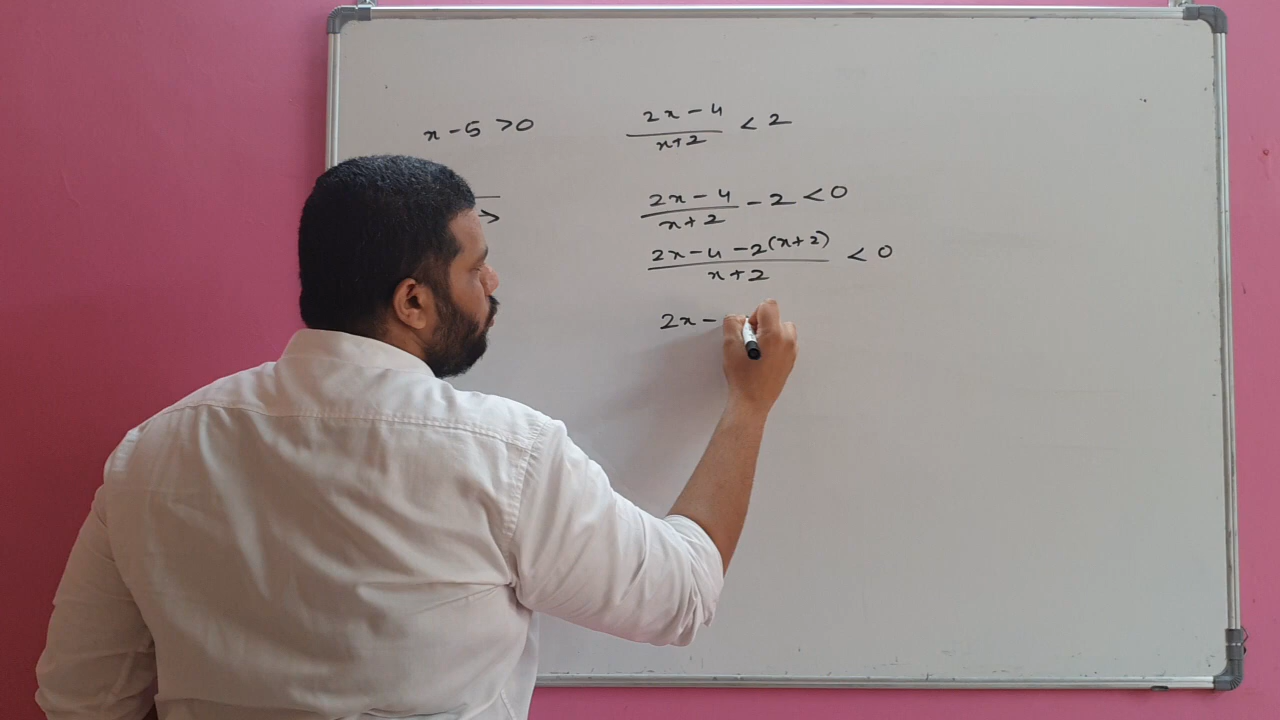 x - 5 > 0
(2x - 4)/(x + 2) < 2
(2x - 4)/(x + 2) - 2 < 0
(2x - 4 - 2(x + 2))/(x + 2) < 0
2x -